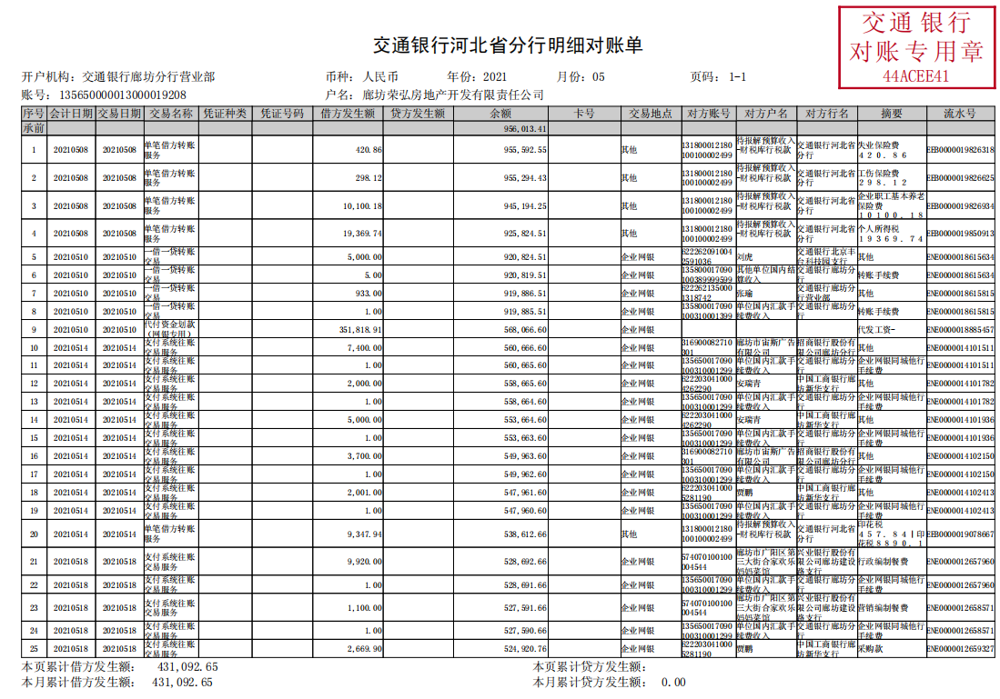 交通银行
对账专用章
44ACEE41
交通银行河北省分行明细对账单
开户机构: 交通银行廊坊分行营业部 币种: 人民币 年份: 2021 月份: 05 页码: 1-1
账号: 135650000013000019208 户名: 廊坊荣弘房地产开发有限责任公司
序号 会计日期 交易日期 交易名称 凭证种类 凭证号码 借方发生额 贷方发生额 余额 卡号 交易地点 对方账号 对方户名 对方行名 摘要 流水号
承前 956,013.41
1 20210508 20210508 单笔借方转账服务 420.86 955,592.55 其他 131800012180100100002499 待报解预算收入-财税库行税款 交通银行河北省分行 失业保险费 420.86 EEB0000019826318
2 20210508 20210508 单笔借方转账服务 298.12 955,294.43 其他 131800012180100100002499 待报解预算收入-财税库行税款 交通银行河北省分行 工伤保险费 298.12 EEB0000019826625
3 20210508 20210508 单笔借方转账服务 10,100.18 945,194.25 其他 131800012180100100002499 待报解预算收入-财税库行税款 交通银行河北省分行 企业职工基本养老保险费 10100.18 EEB0000019826934
4 20210508 20210508 单笔借方转账服务 19,369.74 925,824.51 其他 131800012180100100002499 待报解预算收入-财税库行税款 交通银行河北省分行 个人所得税 19369.74 EEB0000019850913
5 20210510 20210510 一借一贷转账交易 5,000.00 920,824.51 企业网银 6222620910042591036 刘虎 交通银行北京丰台科技园支行 其他 ENE0000018615634
6 20210510 20210510 一借一贷转账交易 5.00 920,819.51 企业网银 135800017090100389999599 其他单位国内结算收入 交通银行廊坊分行 转账手续费 ENE0000018615634
7 20210510 20210510 一借一贷转账交易 933.00 919,886.51 企业网银 6222621350001318742 张瑜 交通银行廊坊分行营业部 其他 ENE0000018615815
8 20210510 20210510 一借一贷转账交易 1.00 919,885.51 企业网银 135800017090100310001399 单位国内汇款手续费收入 交通银行廊坊分行 转账手续费 ENE0000018615815
9 20210510 20210510 代付资金划款(网银专用) 351,818.91 568,066.60 企业网银 代发工资- ENE0000018885457
10 20210514 20210514 支付系统往账交易服务 7,400.00 560,666.60 企业网银 316900082710301 廊坊市宙斯广告有限公司 招商银行股份有限公司廊坊分行 其他 ENE0000014101511
11 20210514 20210514 支付系统往账交易服务 1.00 560,665.60 企业网银 135650017090100310001299 单位国内汇款手续费收入 交通银行廊坊分行 企业网银同城他行手续费 ENE0000014101511
12 20210514 20210514 支付系统往账交易服务 2,000.00 558,665.60 企业网银 6222030410004262290 安瑞青 中国工商银行廊坊新华支行 其他 ENE0000014101782
13 20210514 20210514 支付系统往账交易服务 1.00 558,664.60 企业网银 135650017090100310001299 单位国内汇款手续费收入 交通银行廊坊分行 企业网银同城他行手续费 ENE0000014101782
14 20210514 20210514 支付系统往账交易服务 5,000.00 553,664.60 企业网银 6222030410004262290 安瑞青 中国工商银行廊坊新华支行 其他 ENE0000014101936
15 20210514 20210514 支付系统往账交易服务 1.00 553,663.60 企业网银 135650017090100310001299 单位国内汇款手续费收入 交通银行廊坊分行 企业网银同城他行手续费 ENE0000014101936
16 20210514 20210514 支付系统往账交易服务 3,700.00 549,963.60 企业网银 316900082710301 廊坊市宙斯广告有限公司 招商银行股份有限公司廊坊分行 其他 ENE0000014102150
17 20210514 20210514 支付系统往账交易服务 1.00 549,962.60 企业网银 135650017090100310001299 单位国内汇款手续费收入 交通银行廊坊分行 企业网银同城他行手续费 ENE0000014102150
18 20210514 20210514 支付系统往账交易服务 2,001.00 547,961.60 企业网银 6222030410005281190 贾鹏 中国工商银行廊坊新华支行 其他 ENE0000014102413
19 20210514 20210514 支付系统往账交易服务 1.00 547,960.60 企业网银 135650017090100310001299 单位国内汇款手续费收入 交通银行廊坊分行 企业网银同城他行手续费 ENE0000014102413
20 20210514 20210514 单笔借方转账服务 9,347.94 538,612.66 其他 131800012180100100002499 待报解预算收入-财税库行税款 交通银行河北省分行 印花税 457.84|印花税8890.1 EEB0000019078667
21 20210518 20210518 支付系统往账交易服务 9,920.00 528,692.66 企业网银 574070100100004544 廊坊市广阳区第三大街合家欢乐妈妈菜馆 兴业银行股份有限公司廊坊建设路支行 行政编制餐费 ENE0000012657960
22 20210518 20210518 支付系统往账交易服务 1.00 528,691.66 企业网银 135650017090100310001299 单位国内汇款手续费收入 交通银行廊坊分行 企业网银同城他行手续费 ENE0000012657960
23 20210518 20210518 支付系统往账交易服务 1,100.00 527,591.66 企业网银 574070100100004544 廊坊市广阳区第三大街合家欢乐妈妈菜馆 兴业银行股份有限公司廊坊建设路支行 营销编制餐费 ENE0000012658571
24 20210518 20210518 支付系统往账交易服务 1.00 527,590.66 企业网银 135650017090100310001299 单位国内汇款手续费收入 交通银行廊坊分行 企业网银同城他行手续费 ENE0000012658571
25 20210518 20210518 支付系统往账交易服务 2,669.90 524,920.76 企业网银 6222030410005281190 贾鹏 中国工商银行廊坊新华支行 采购款 ENE0000012659327
本页累计借方发生额: 431,092.65 本页累计贷方发生额:
本月累计借方发生额: 431,092.65 本月累计贷方发生额: 0.00